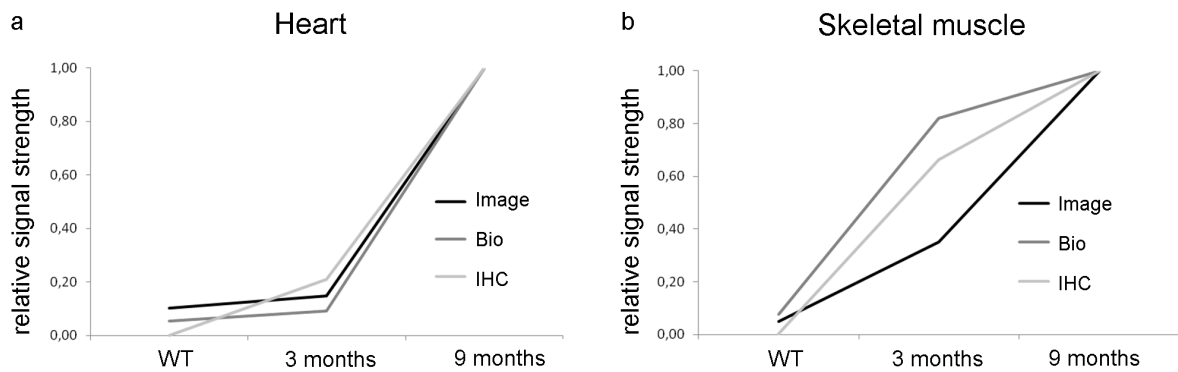 a
Heart
relative signal strength
1,00
0,80
0,60
0,40
0,20
0,00
WT
3 months
9 months
Image
Bio
IHC
b
Skeletal muscle
relative signal strength
1,00
0,80
0,60
0,40
0,20
0,00
WT
3 months
9 months
Image
Bio
IHC